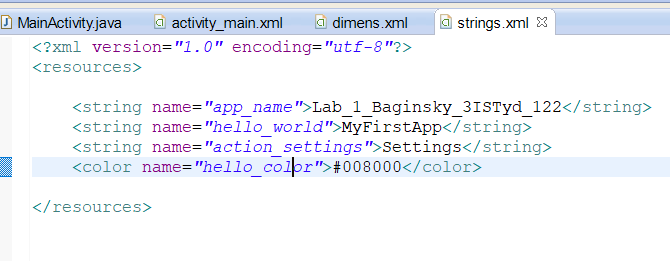 MainActivity.java activity_main.xml dimens.xml strings.xml
<?xml version="1.0" encoding="utf-8"?>
<resources>
<string name="app_name">Lab_1_Baginsky_3ISTyd_122</string>
<string name="hello_world">MyFirstApp</string>
<string name="action_settings">Settings</string>
<color name="hello_color">#008000</color>
</resources>